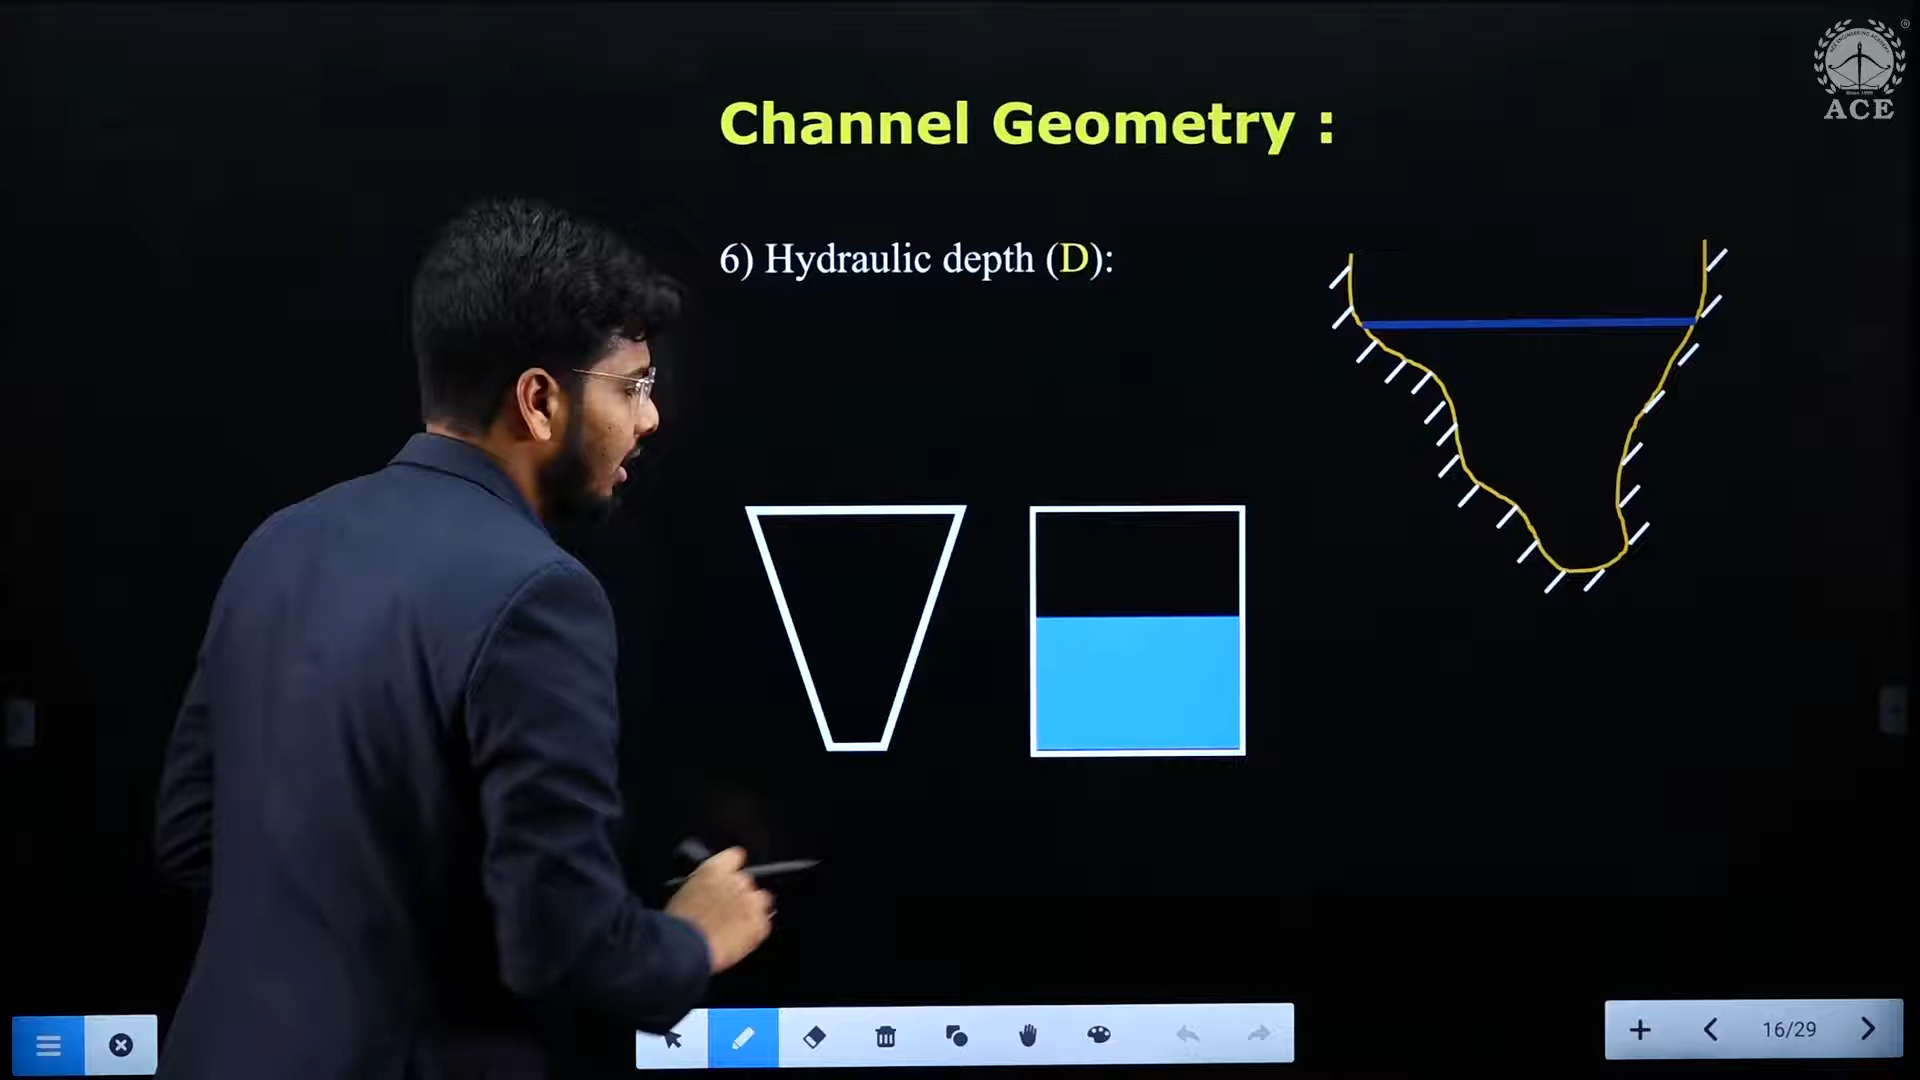 Channel Geometry :
6) Hydraulic depth (D):
®
ACE
16/29